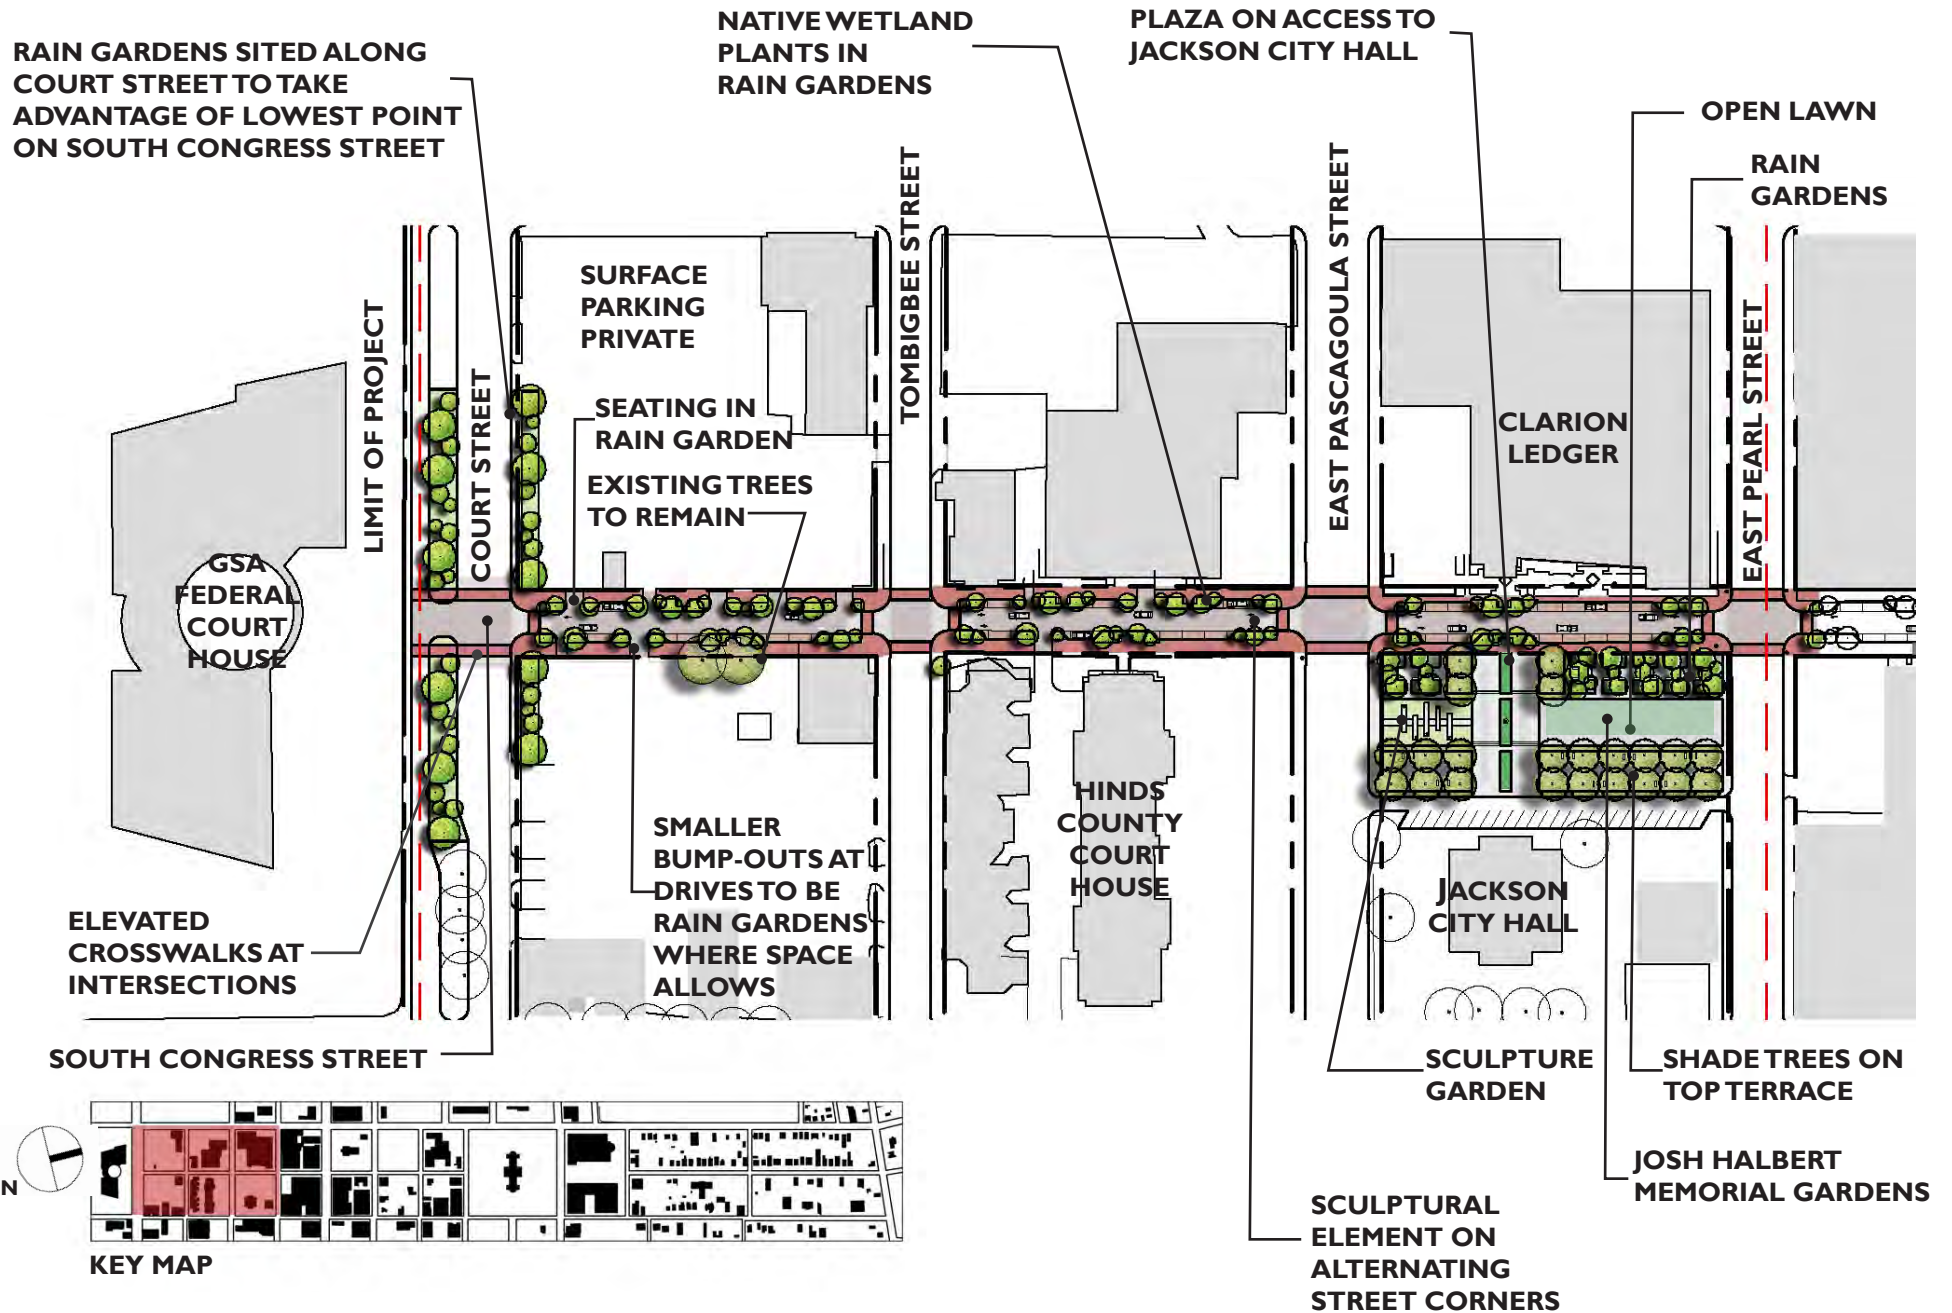 RAIN GARDENS SITED ALONG
COURT STREET TO TAKE
ADVANTAGE OF LOWEST POINT
ON SOUTH CONGRESS STREET
NATIVE WETLAND
PLANTS IN
RAIN GARDENS
PLAZA ON ACCESS TO
JACKSON CITY HALL
OPEN LAWN
RAIN
GARDENS
LIMIT OF PROJECT
COURT STREET
SURFACE
PARKING
PRIVATE
SEATING IN
RAIN GARDEN
EXISTING TREES
TO REMAIN
TOMBIGBEE STREET
EAST PASCAGOULA STREET
CLARION
LEDGER
EAST PEARL STREET
GSA
FEDERAL
COURT
HOUSE
SMALLER
BUMP-OUTS AT
DRIVES TO BE
RAIN GARDENS
WHERE SPACE
ALLOWS
HINDS
COUNTY
COURT
HOUSE
JACKSON
CITY HALL
ELEVATED
CROSSWALKS AT
INTERSECTIONS
SOUTH CONGRESS STREET
SCULPTURE
GARDEN
SHADE TREES ON
TOP TERRACE
JOSH HALBERT
MEMORIAL GARDENS
SCULPTURAL
ELEMENT ON
ALTERNATING
STREET CORNERS
N
KEY MAP